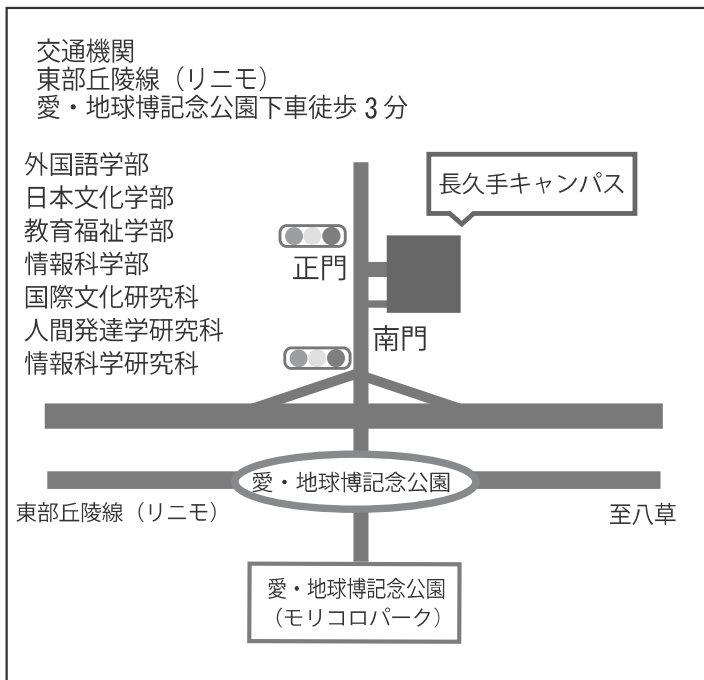 交通機関
東部丘陵線（リニモ）
愛・地球博記念公園下車徒歩 3 分
外国語学部
日本文化学部
教育福祉学部
情報科学部
国際文化研究科
人間発達学研究科
情報科学研究科
長久手キャンパス
正門
南門
愛・地球博記念公園
東部丘陵線（リニモ）
至八草
愛・地球博記念公園
（モリコロパーク）